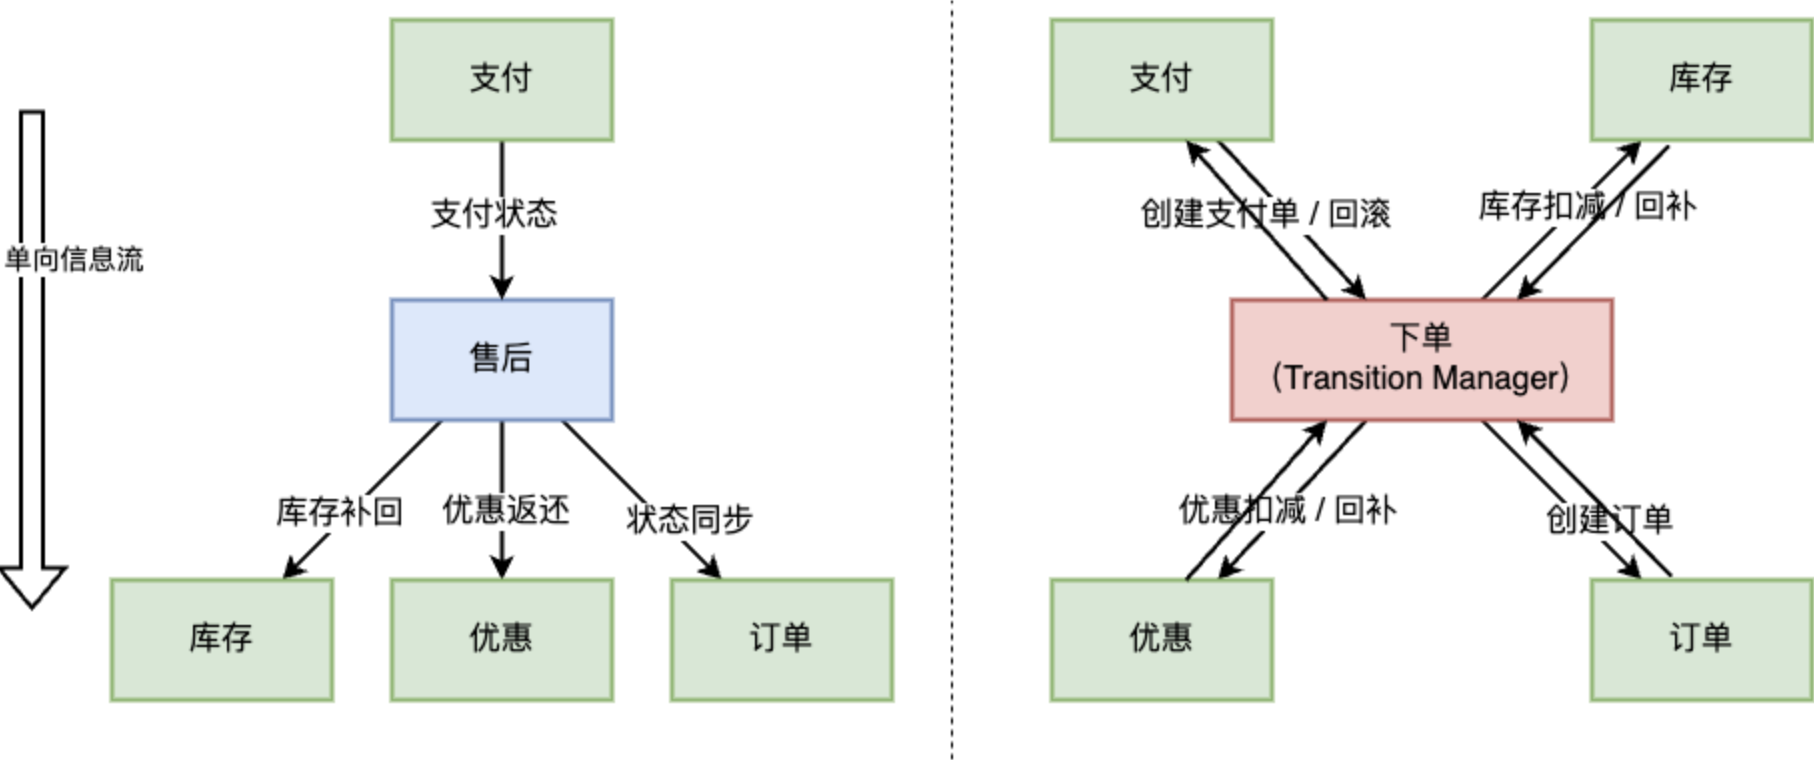 支付
支付状态
单向信息流
售后
库存补回
优惠返还
状态同步
库存
优惠
订单
支付
库存
创建支付单 / 回滚
库存扣减 / 回补
下单
(Transition Manager)
优惠扣减 / 回补
创建订单
优惠
订单